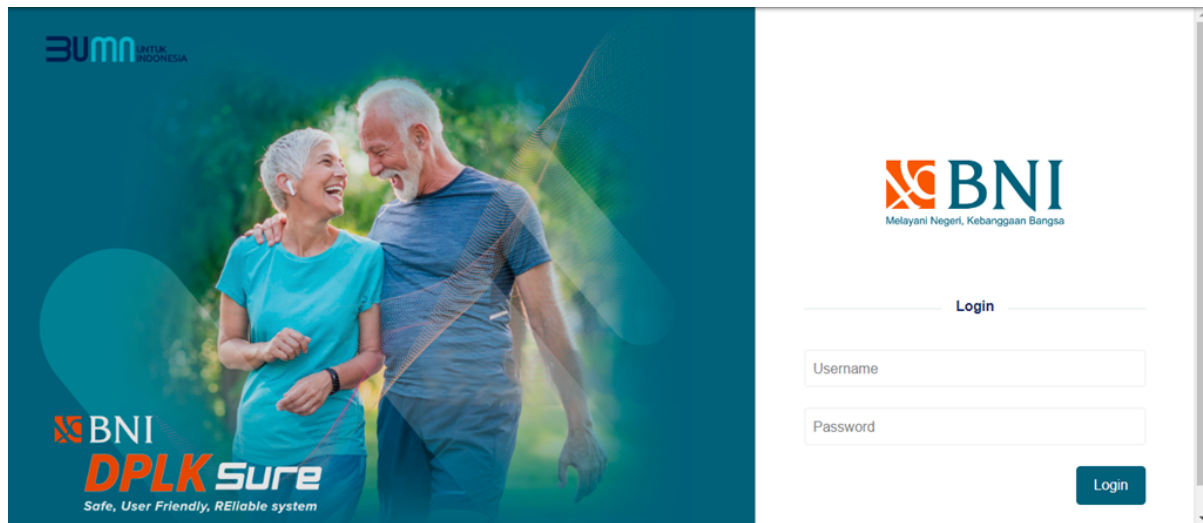 BUMN UNTUK
INDONESIA
BNI
DPLK Sure
Safe, User Friendly, REliable system
BNI
Melayani Negeri, Kebanggaan Bangsa
Login
Username
Password
Login